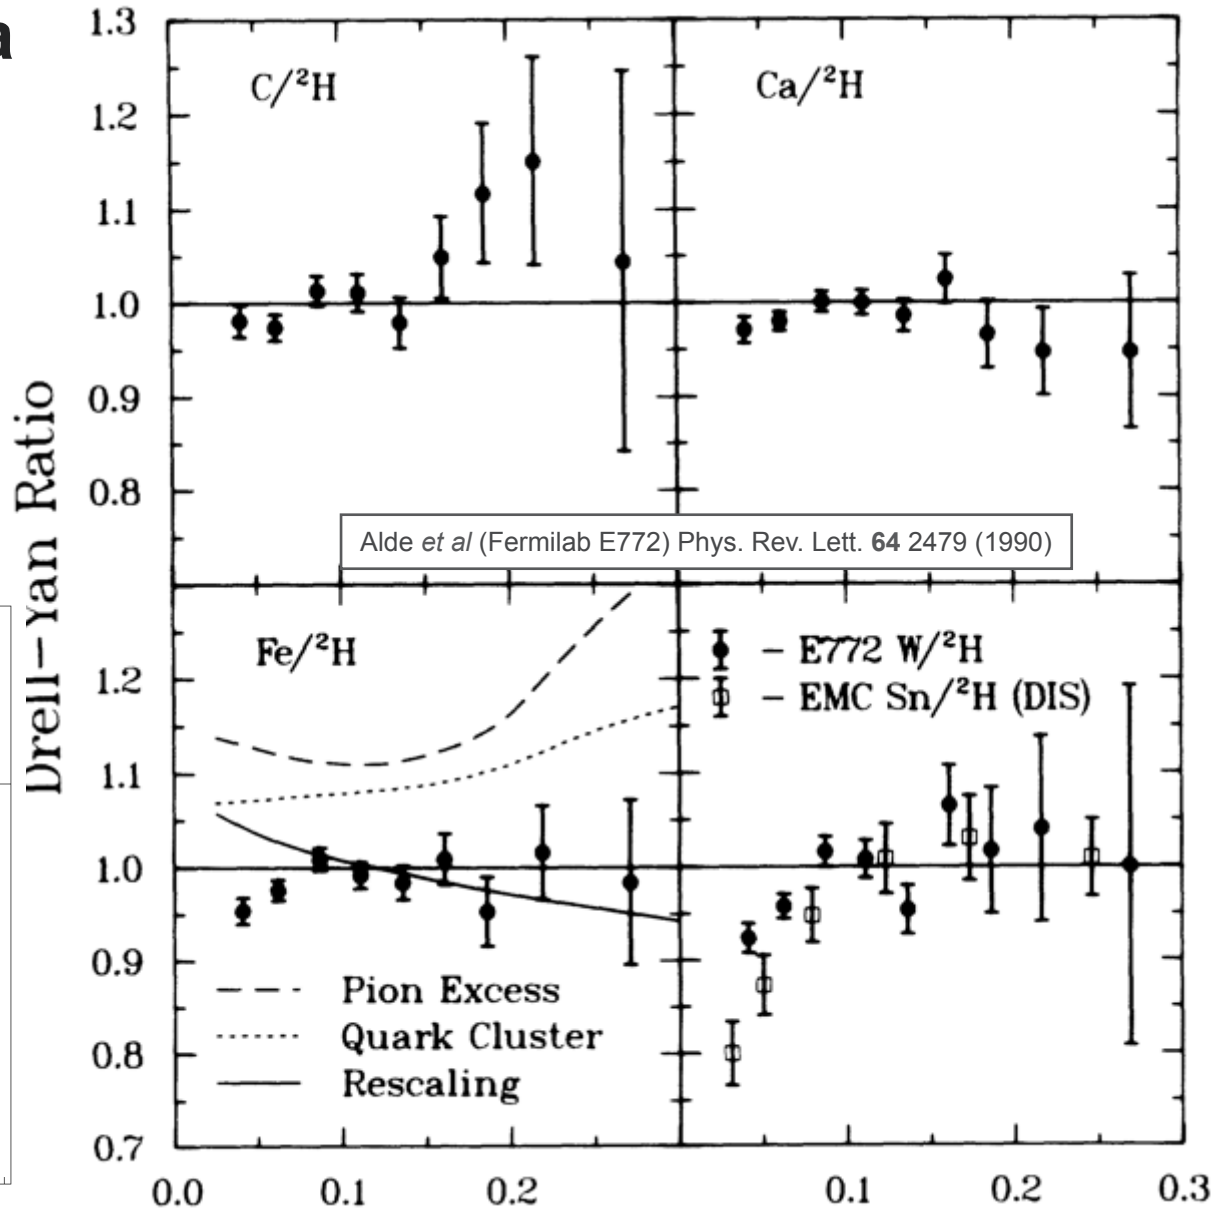 a
1.3
1.2
1.1
1.0
0.9
0.8
C/²H
Ca/²H
Drell-Yan Ratio
Alde et al (Fermilab E772) Phys. Rev. Lett. 64 2479 (1990)
Fe/²H
1.2
1.1
1.0
0.9
0.8
0.7
Pion Excess
Quark Cluster
Rescaling
– E772 W/²H
– EMC Sn/²H (DIS)
0.0 0.1 0.2 0.1 0.2 0.3